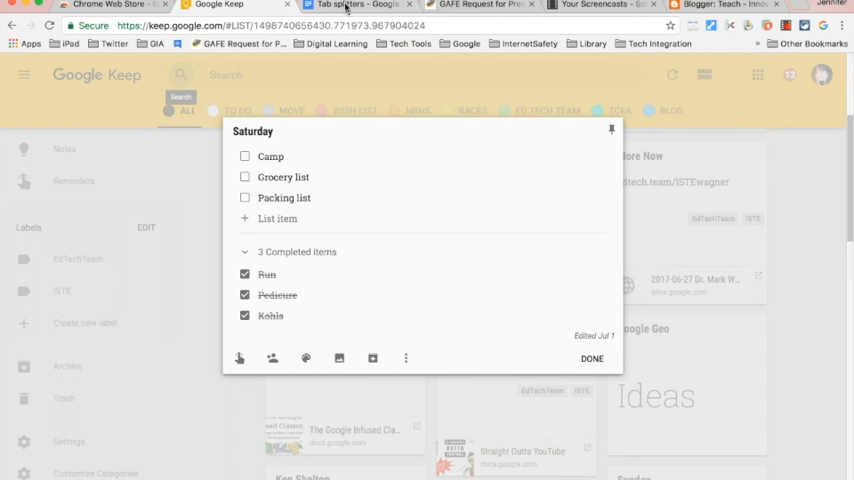 Chrome Web Store - 
Google Keep
Tab splitters - Google
GAFE Request for Pre
Your Screencasts - Sc
Blogger: Teach - Innov
Jennifer
Secure https://keep.google.com/#LIST/1498740656430.771973.967904024
Apps iPad Twitter GIA GAFE Request for P... Digital Learning Tech Tools Google InternetSafety Library Tech Integration » Other Bookmarks
Google Keep Search
Search
ALL TO DO MOVE WISH LIST NBHS RACES ED TECH TEAM TCEA BLOG
Notes
Reminders
Labels EDIT
EdTechTeam
ISTE
Create new label
Archive
Trash
Settings
Customize Categories
Saturday
Camp
Grocery list
Packing list
List item
3 Completed items
Run
Pedicure
Kohls
Edited Jul 1
DONE
More Now
edtech.team/ISTEwagner
EdTechTeam ISTE
2017-06-27 Dr. Mark W...
sites.google.com
Google Geo
Ideas
EdTechTeam ISTE
The Google Infused Cla...
docs.google.com
Straight Outta YouTube
docs.google.com
Ken Shelton
Sunday